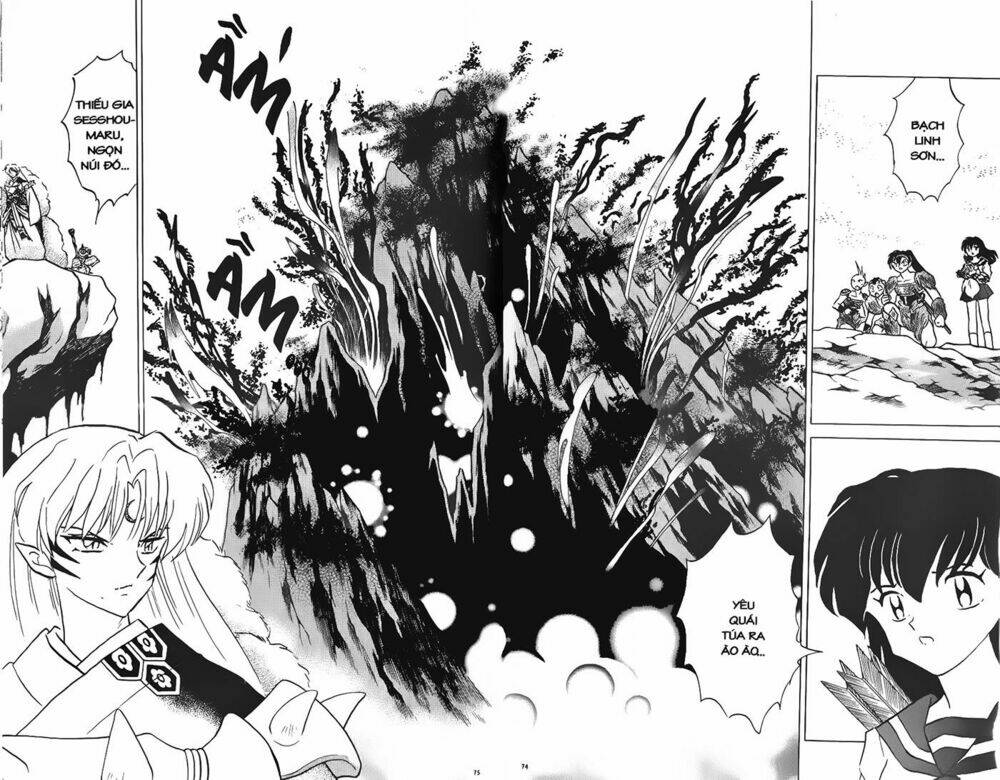 BẠCH
LINH
SƠN...
YÊU
QUÁI
TÚA RA
ÀO ÀO...
ẦM
ẦM
THIẾU GIA
SESSHOU-
MARU,
NGỌN
NÚI ĐÓ...
75
74